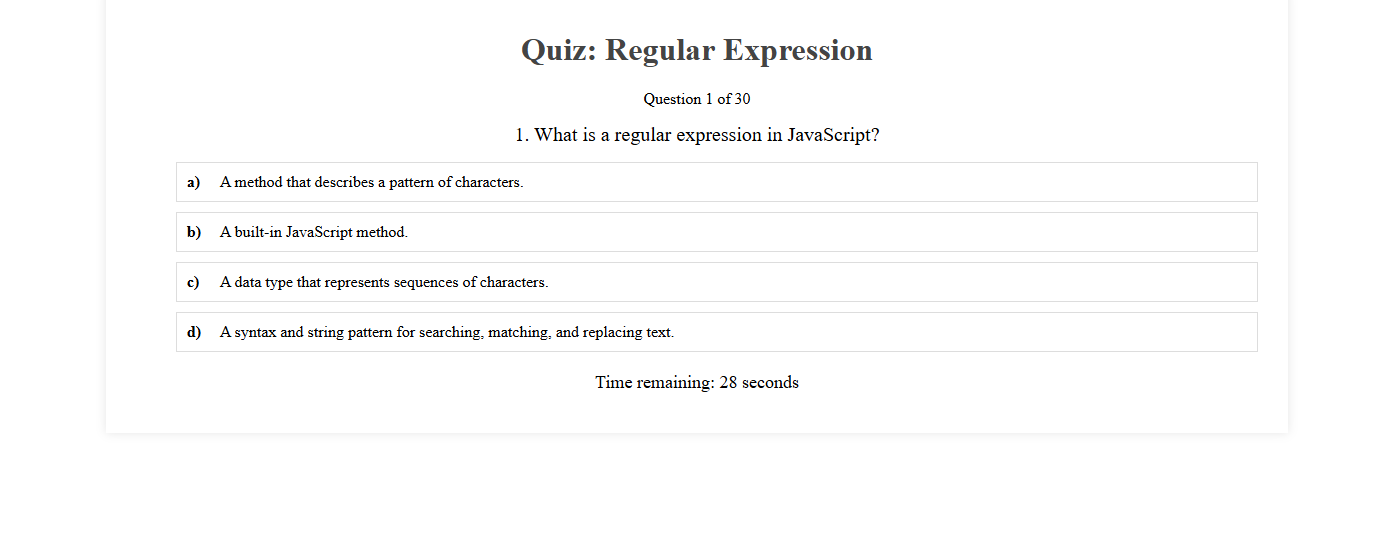 Quiz: Regular Expression
Question 1 of 30
1. What is a regular expression in JavaScript?
a) A method that describes a pattern of characters.
b) A built-in JavaScript method.
c) A data type that represents sequences of characters.
d) A syntax and string pattern for searching, matching, and replacing text.
Time remaining: 28 seconds